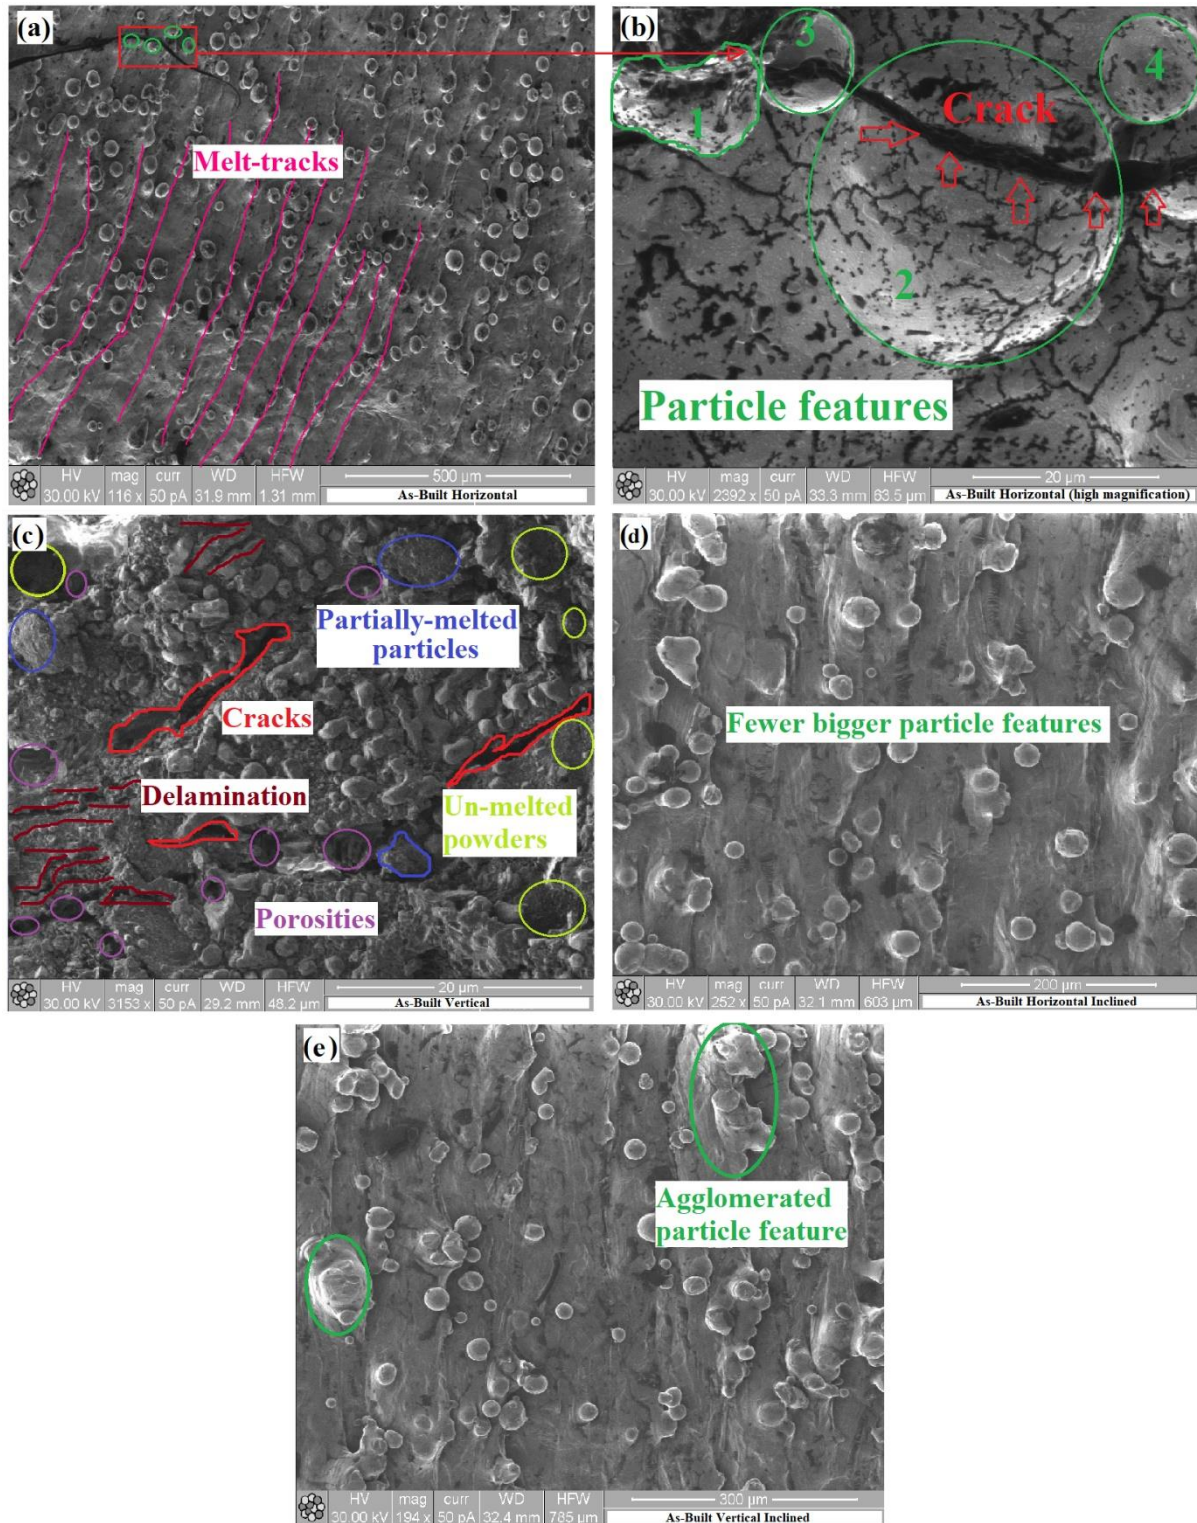 (a)
Melt-tracks
HV mag curr WD HFW 500 µm
30.00 kV 116 x 50 pA 31.9 mm 1.31 mm As-Built Horizontal
(b)
3
4
1
Crack
2
Particle features
HV mag curr WD HFW 20 µm
30.00 kV 2392 x 50 pA 33.3 mm 63.5 µm As-Built Horizontal (high magnification)
(c)
Partially-melted
particles
Cracks
Delamination
Un-melted
powders
Porosities
HV mag curr WD HFW 20 µm
30.00 kV 3153 x 50 pA 29.2 mm 48.2 µm As-Built Vertical
(d)
Fewer bigger particle features
HV mag curr WD HFW 200 µm
30.00 kV 252 x 50 pA 32.1 mm 603 µm As-Built Horizontal Inclined
(e)
Agglomerated
particle feature
HV mag curr WD HFW 300 µm
30.00 kV 194 x 50 pA 32.4 mm 785 µm As-Built Vertical Inclined